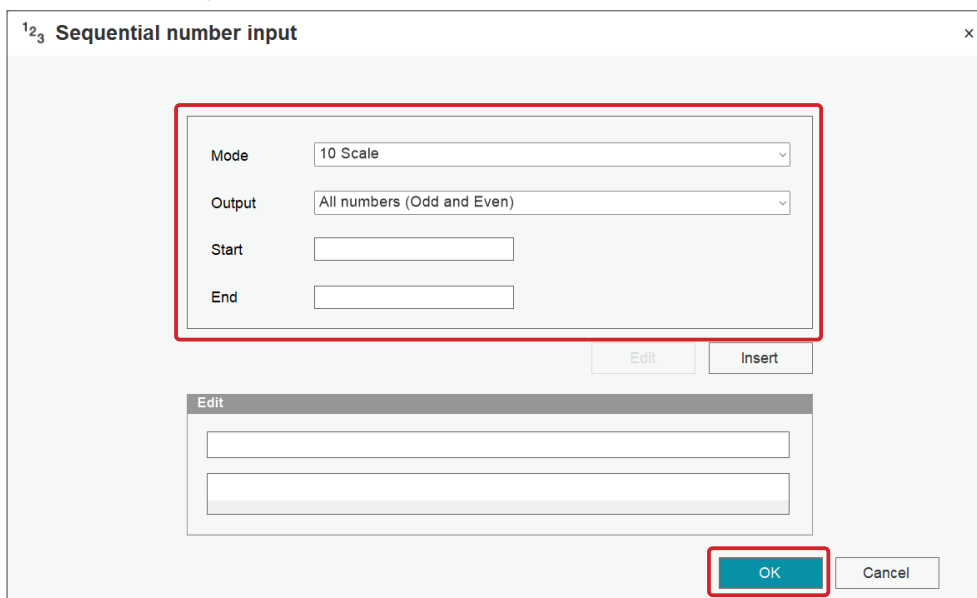 123 Sequential number input ×
Mode 10 Scale
Output All numbers (Odd and Even)
Start
End
Edit Insert
Edit
OK Cancel